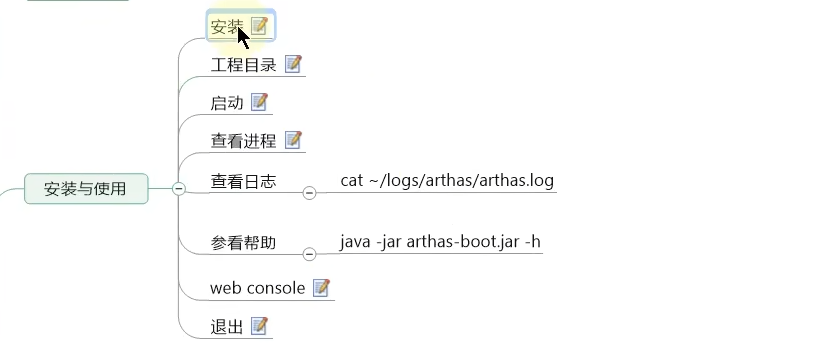 安装
工程目录
启动
查看进程
查看日志
cat ~/logs/arthas/arthas.log
安装与使用
参看帮助
java -jar arthas-boot.jar -h
web console
退出